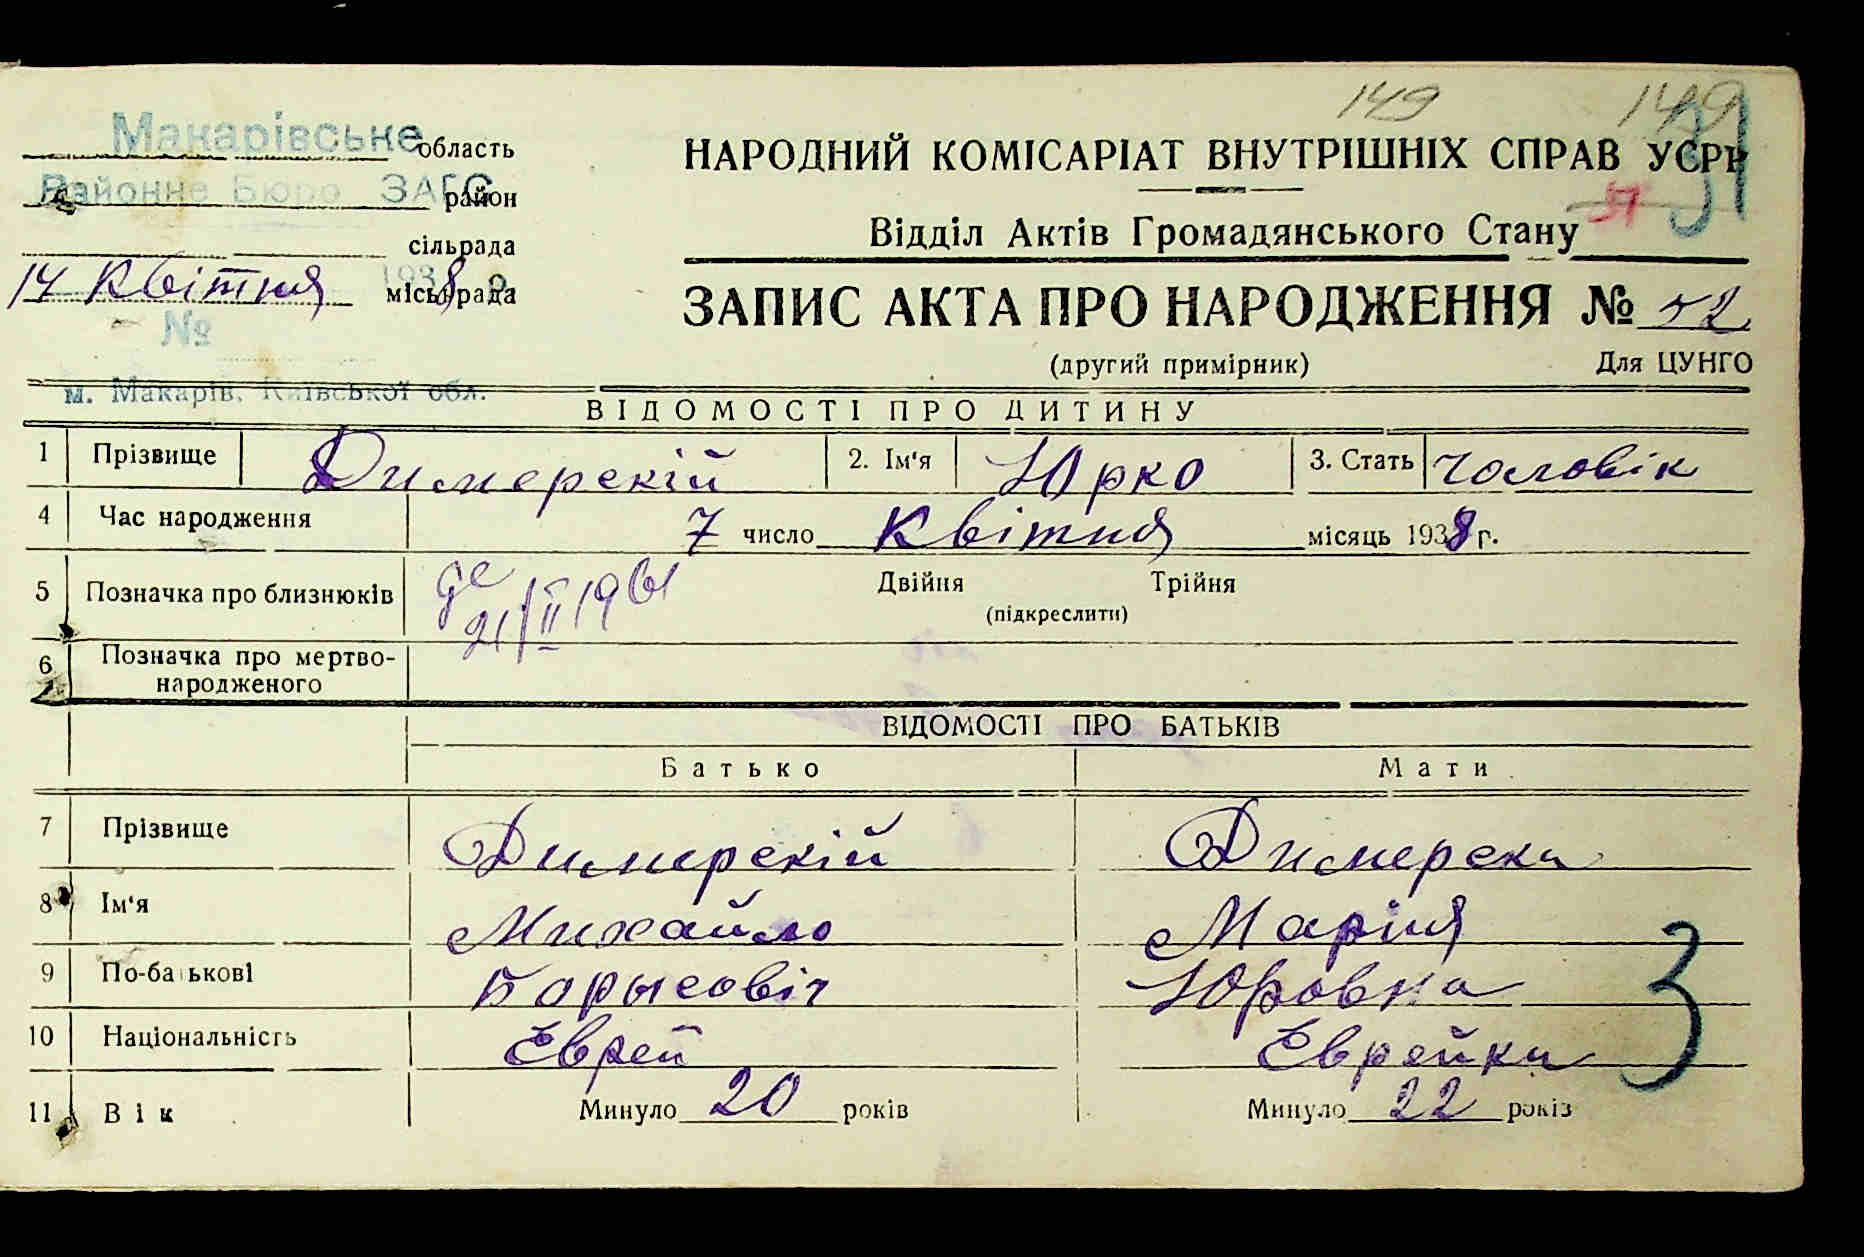 149 149
31
Макарівське область
Районне Бюро ЗАГС район
сільрада
14 Квітня 1938 р. міськрада
№
м. Макарів, Київської обл.
НАРОДНИЙ КОМІСАРІАТ ВНУТРІШНІХ СПРАВ УСРР
Відділ Актів Громадянського Стану
ЗАПИС АКТА ПРО НАРОДЖЕННЯ № 52
(другий примірник) Для ЦУНГО
ВІДОМОСТІ ПРО ДИТИНУ
1 Прізвище Димерскій 2. Ім'я Юрко 3. Стать Чоловік
4 Час народження 7 число Квітня місяць 1938 г.
5 Позначка про близнюків 21/II 1961 Двійня Трійня
(підкреслити)
6 Позначка про мертво-
народженого
ВІДОМОСТІ ПРО БАТЬКІВ
Батько Мати
7 Прізвище Димерскій Димерска
8 Ім'я Михайло Марія
9 По-батькові Борысовіч Юровна
10 Національність Еврей Еврейка
3
11 Вік Минуло 20 років Минуло 22 років